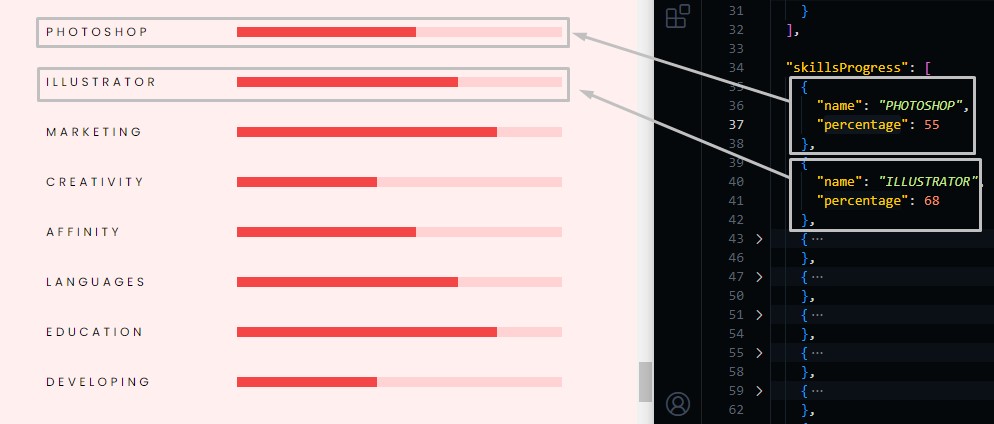 PHOTOSHOP
ILLUSTRATOR
MARKETING
CREATIVITY
AFFINITY
LANGUAGES
EDUCATION
DEVELOPING
31 }
32 ],
33
34 "skillsProgress": [
35 {
36 "name": "PHOTOSHOP",
37 "percentage": 55
38 },
39 {
40 "name": "ILLUSTRATOR",
41 "percentage": 68
42 },
43 {...
46 },
47 {...
50 },
51 {...
54 },
55 {...
58 },
59 {...
62 },